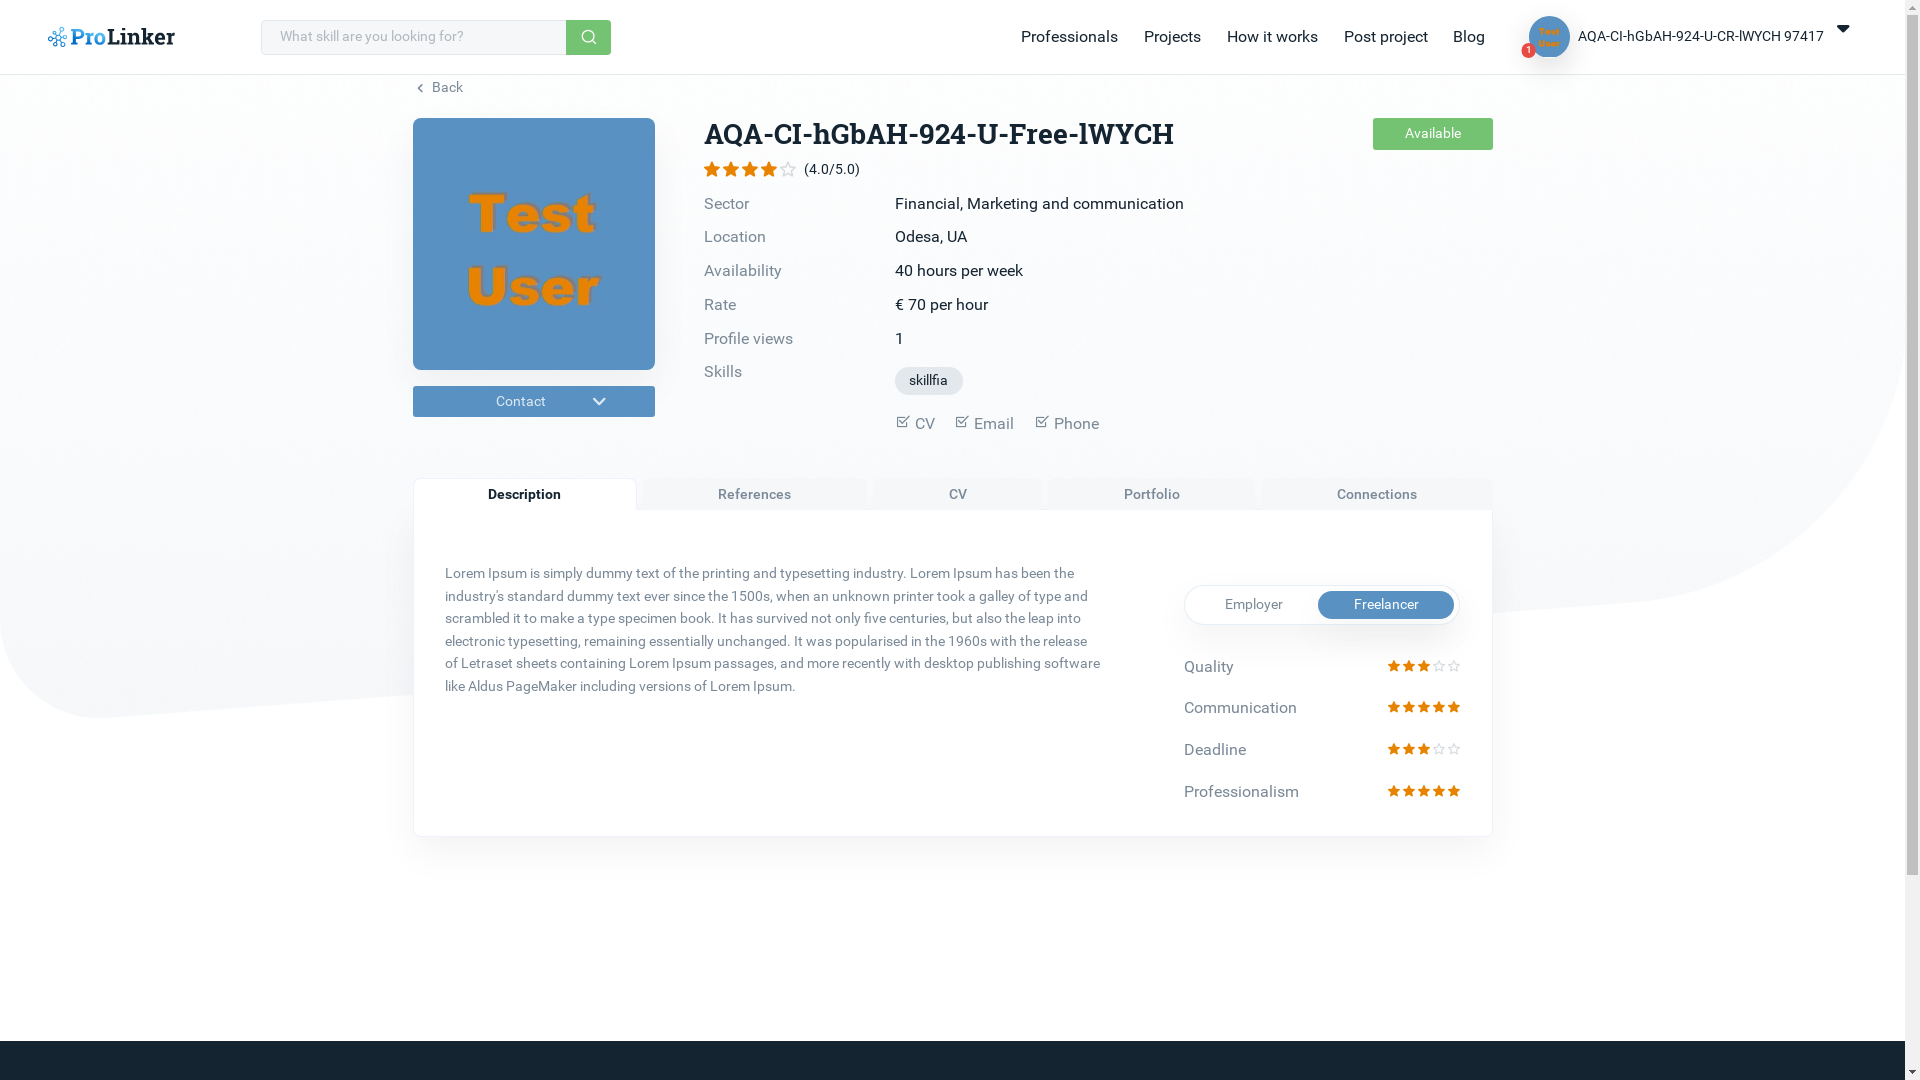 ProLinker
What skill are you looking for?
Professionals
Projects
How it works
Post project
Blog
Test
User
1
AQA-CI-hGbAH-924-U-CR-lWYCH 97417
Back
Test
User
Contact
AQA-CI-hGbAH-924-U-Free-lWYCH
Available
(4.0/5.0)
Sector Financial, Marketing and communication
Location Odesa, UA
Availability 40 hours per week
Rate € 70 per hour
Profile views 1
Skills skillfia
CV Email Phone
Description References CV Portfolio Connections
Lorem Ipsum is simply dummy text of the printing and typesetting industry. Lorem Ipsum has been the
industry's standard dummy text ever since the 1500s, when an unknown printer took a galley of type and
scrambled it to make a type specimen book. It has survived not only five centuries, but also the leap into
electronic typesetting, remaining essentially unchanged. It was popularised in the 1960s with the release
of Letraset sheets containing Lorem Ipsum passages, and more recently with desktop publishing software
like Aldus PageMaker including versions of Lorem Ipsum.
Employer Freelancer
Quality
Communication
Deadline
Professionalism